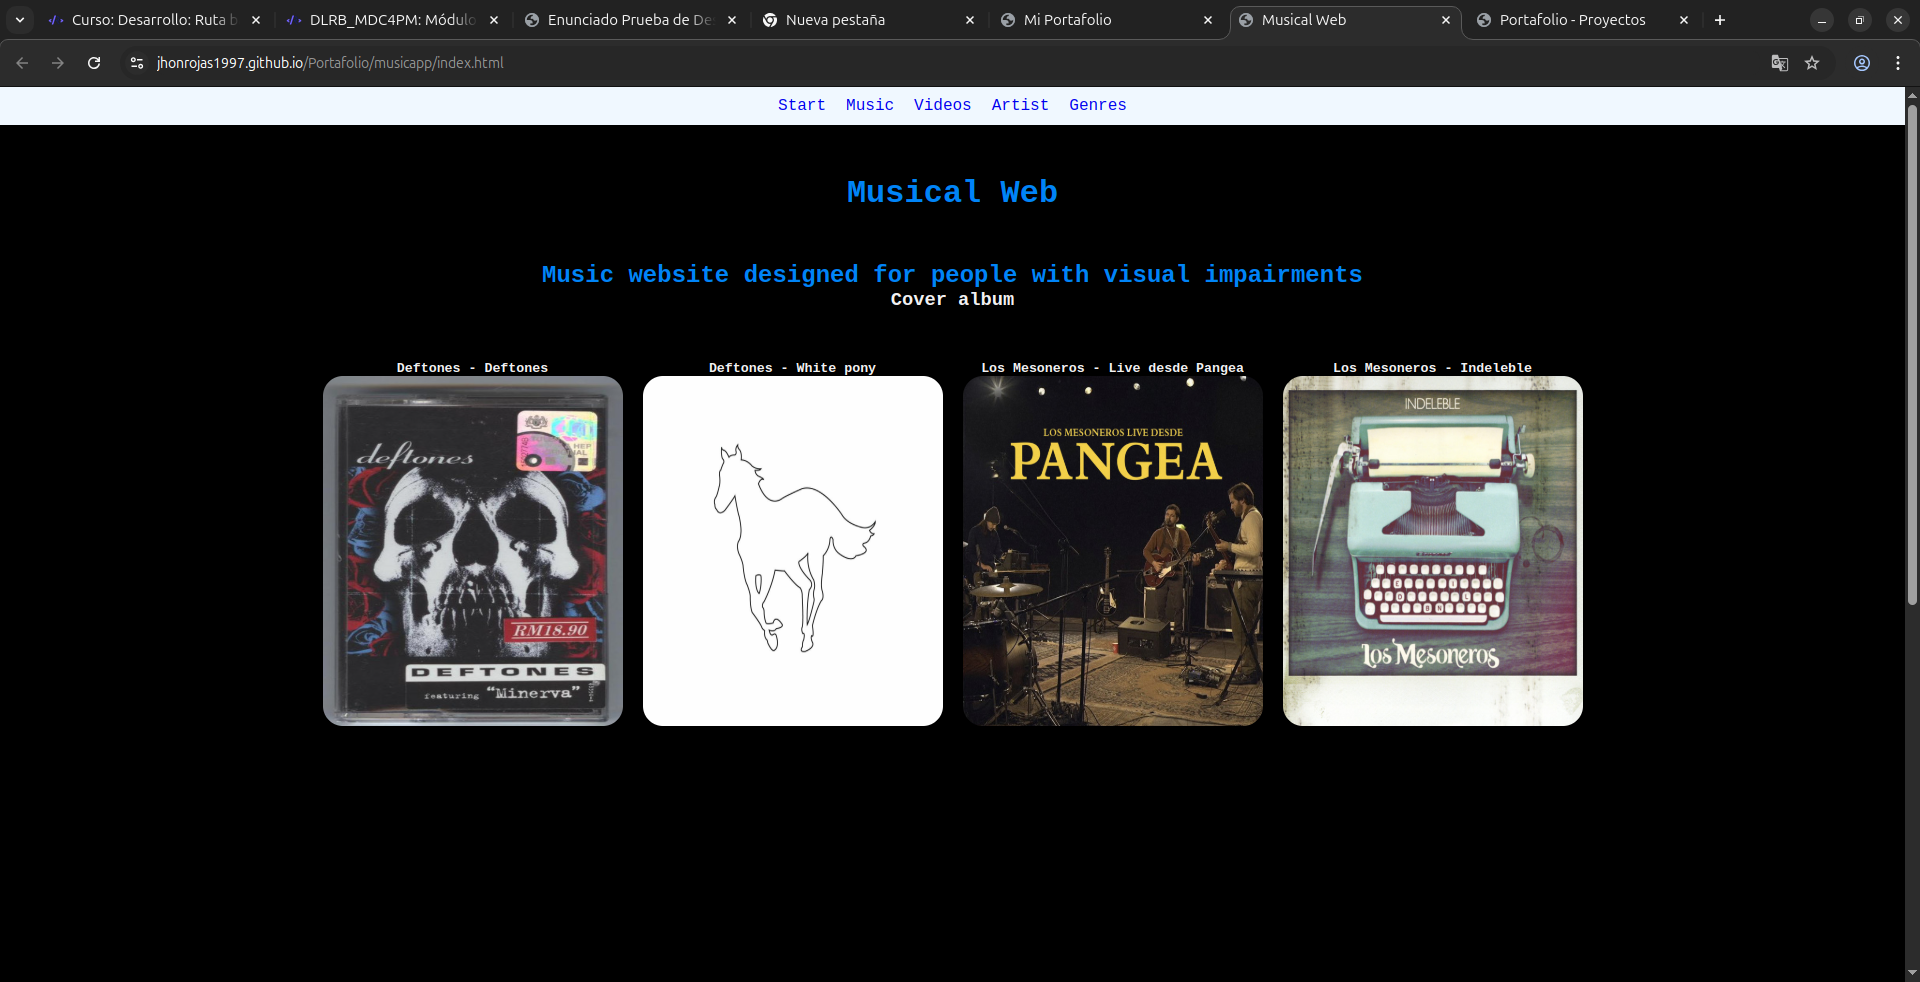 Curso: Desarrollo: Ruta b
DLRB_MDC4PM: Módulo
Enunciado Prueba de De
Nueva pestaña
Mi Portafolio
Musical Web
Portafolio - Proyectos
jhonrojas1997.github.io/Portafolio/musicapp/index.html
Start Music Videos Artist Genres
Musical Web
Music website designed for people with visual impairments
Cover album
Deftones - Deftones
Deftones - White pony
Los Mesoneros - Live desde Pangea
Los Mesoneros - Indeleble
deftones
RM18.90
DEFTONES
featuring "Minerva"
LOS MESONEROS LIVE DESDE
PANGEA
INDELEBLE
Los Mesoneros